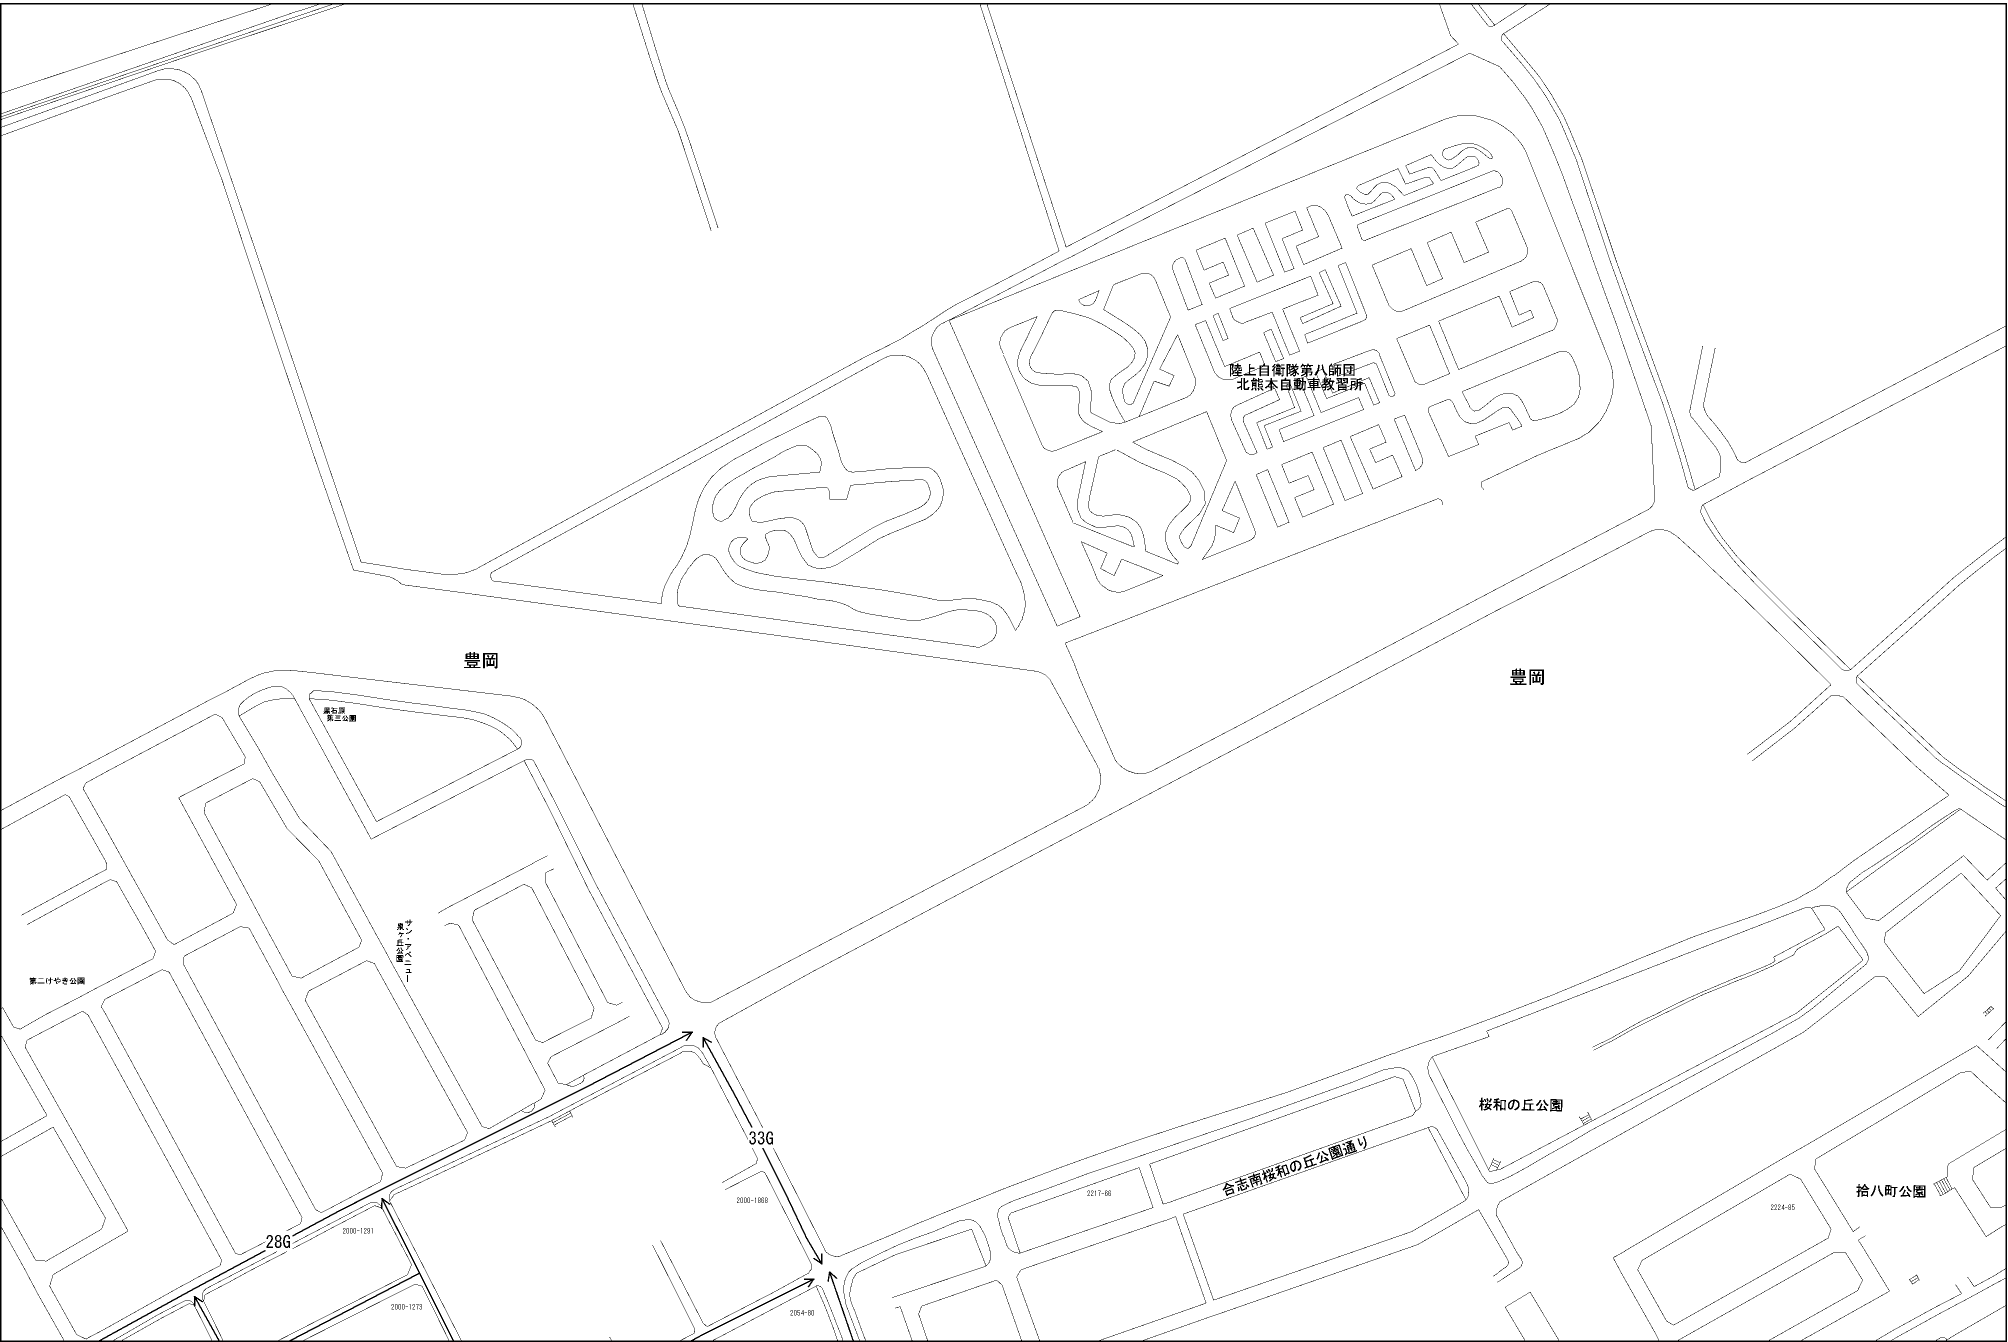 陸上自衛隊第八師団
北熊本自動車教習所
豊岡
豊岡
黒石原
第三公園
サン・アベニュー
泉ケ丘公園
第二けやき公園
桜和の丘公園
33G
合志南桜和の丘公園通り
2217-86
拾八町公園
2000-1868
2224-85
2000-1291
28G
2000-1273
2054-80